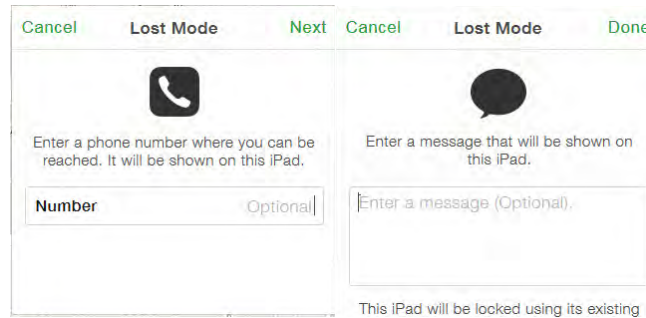 Cancel Lost Mode Next
Enter a phone number where you can be
reached. It will be shown on this iPad.
Number Optional
Cancel Lost Mode Done
Enter a message that will be shown on
this iPad.
Enter a message (Optional).
This iPad will be locked using its existing